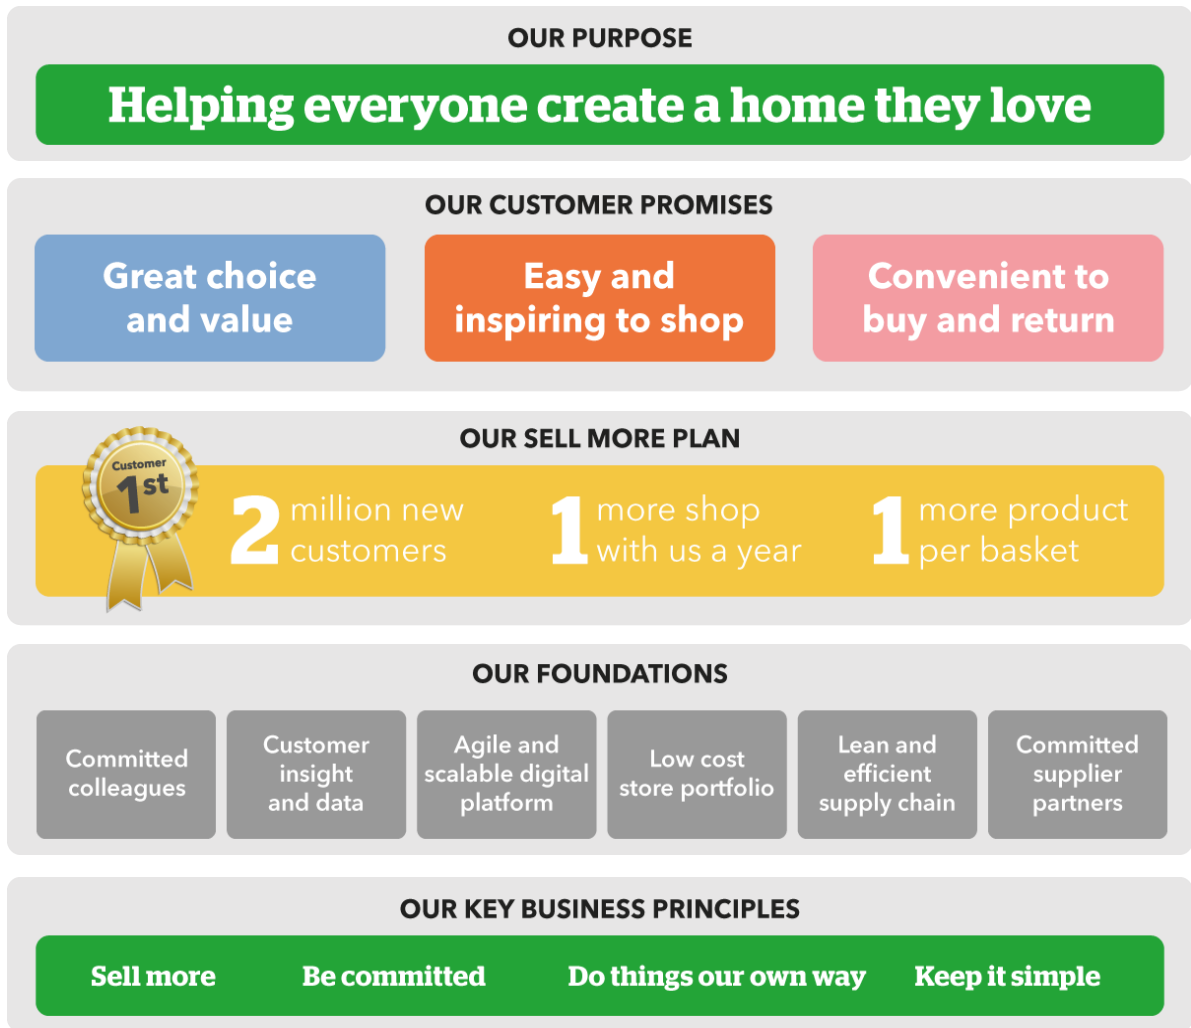 OUR PURPOSE
Helping everyone create a home they love
OUR CUSTOMER PROMISES
Great choice
and value
Easy and
inspiring to shop
Convenient to
buy and return
OUR SELL MORE PLAN
Customer
1st
2 million new
customers
1 more shop
with us a year
1 more product
per basket
OUR FOUNDATIONS
Committed
colleagues
Customer
insight
and data
Agile and
scalable digital
platform
Low cost
store portfolio
Lean and
efficient
supply chain
Committed
supplier
partners
OUR KEY BUSINESS PRINCIPLES
Sell more
Be committed
Do things our own way
Keep it simple